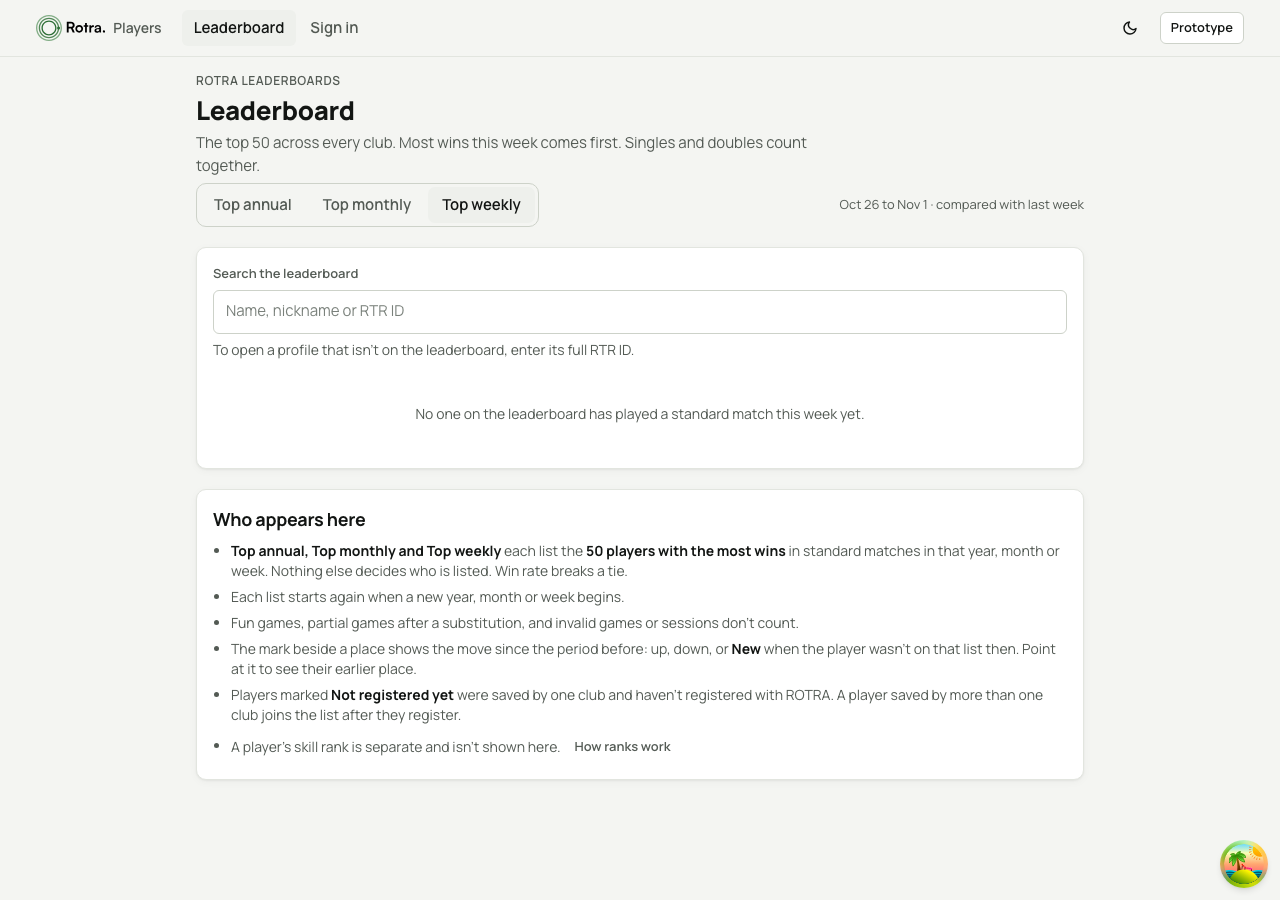 Rotra. Players Leaderboard Sign in Prototype
ROTRA LEADERBOARDS
Leaderboard
The top 50 across every club. Most wins this week comes first. Singles and doubles count
together.
Top annual Top monthly Top weekly Oct 26 to Nov 1 · compared with last week
Search the leaderboard
Name, nickname or RTR ID
To open a profile that isn't on the leaderboard, enter its full RTR ID.
No one on the leaderboard has played a standard match this week yet.
Who appears here
Top annual, Top monthly and Top weekly each list the 50 players with the most wins in standard matches in that year, month or
week. Nothing else decides who is listed. Win rate breaks a tie.
Each list starts again when a new year, month or week begins.
Fun games, partial games after a substitution, and invalid games or sessions don't count.
The mark beside a place shows the move since the period before: up, down, or New when the player wasn't on that list then. Point
at it to see their earlier place.
Players marked Not registered yet were saved by one club and haven't registered with ROTRA. A player saved by more than one
club joins the list after they register.
A player's skill rank is separate and isn't shown here. How ranks work